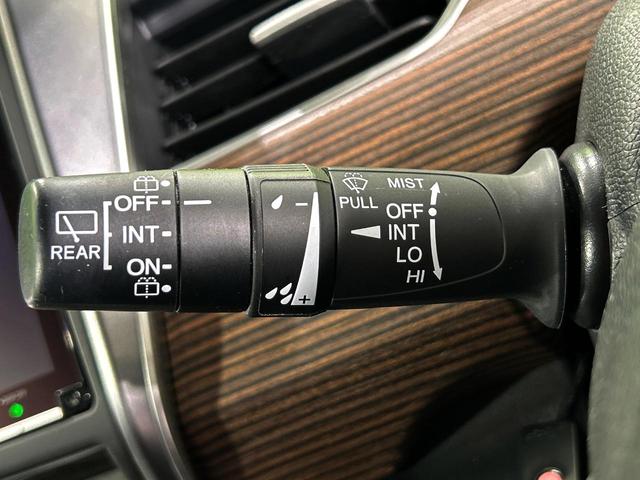 REAR
OFF
INT
ON
−
+
PULL
MIST
OFF
INT
LO
HI